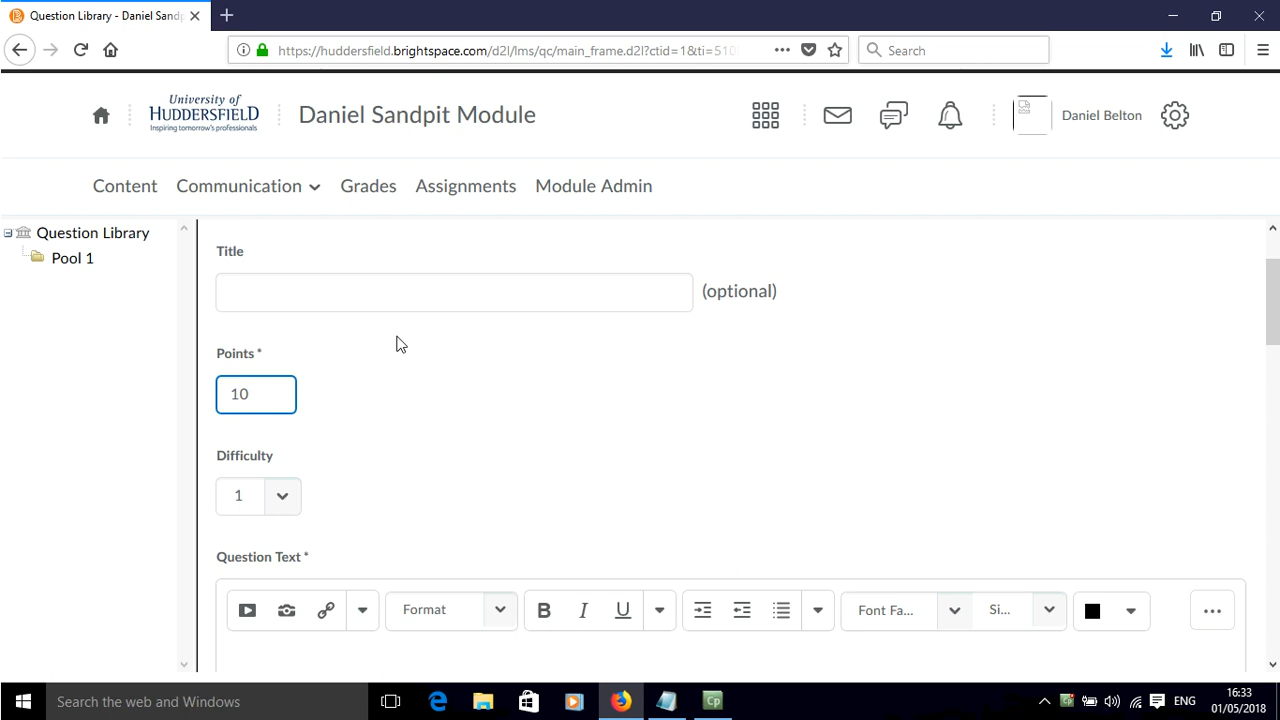 Question Library - Daniel Sandp
https://huddersfield.brightspace.com/d2l/lms/qc/main_frame.d2l?ctid=1&ti=510
Search
University of
HUDDERSFIELD
Inspiring tomorrow's professionals
Daniel Sandpit Module
Daniel Belton
Content
Communication
Grades
Assignments
Module Admin
Question Library
Pool 1
Title
(optional)
Points *
10
Difficulty
1
Question Text *
Format
B I U
Font Fa...
Si...
Search the web and Windows
Cp
ENG
16:33
01/05/2018